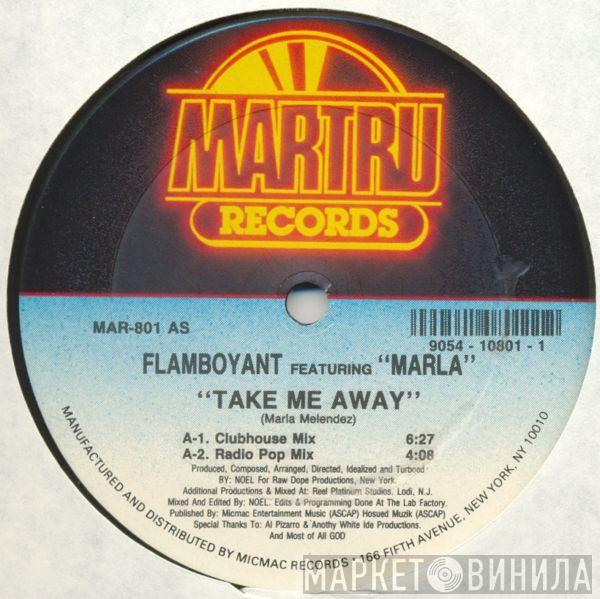 MARTRU
RECORDS
MAR-801 AS
9054 - 10801 - 1
FLAMBOYANT FEATURING "MARLA"
"TAKE ME AWAY"
(Marla Melendez)
A-1. Clubhouse Mix 6:27
A-2. Radio Pop Mix 4:08
Produced, Composed, Arranged, Directed, Idealized and Turboed
BY: NOEL For Raw Dope Productions, New York.
Additional Productions & Mixed At: Reel Platinum Studios. Lodi, N.J.
Mixed And Edited By: NOEL. Edits & Programming Done At The Lab Factory.
Published By: Micmac Entertainment Music (ASCAP) Hosued Muzik (ASCAP)
Special Thanks To: Al Pizarro & Anothy White Ide Productions.
And Most of All GOD
MANUFACTURED AND DISTRIBUTED BY MICMAC RECORDS • 166 FIFTH AVENUE, NEW YORK, NY 10010
МАРКЕТ ВИНИЛА